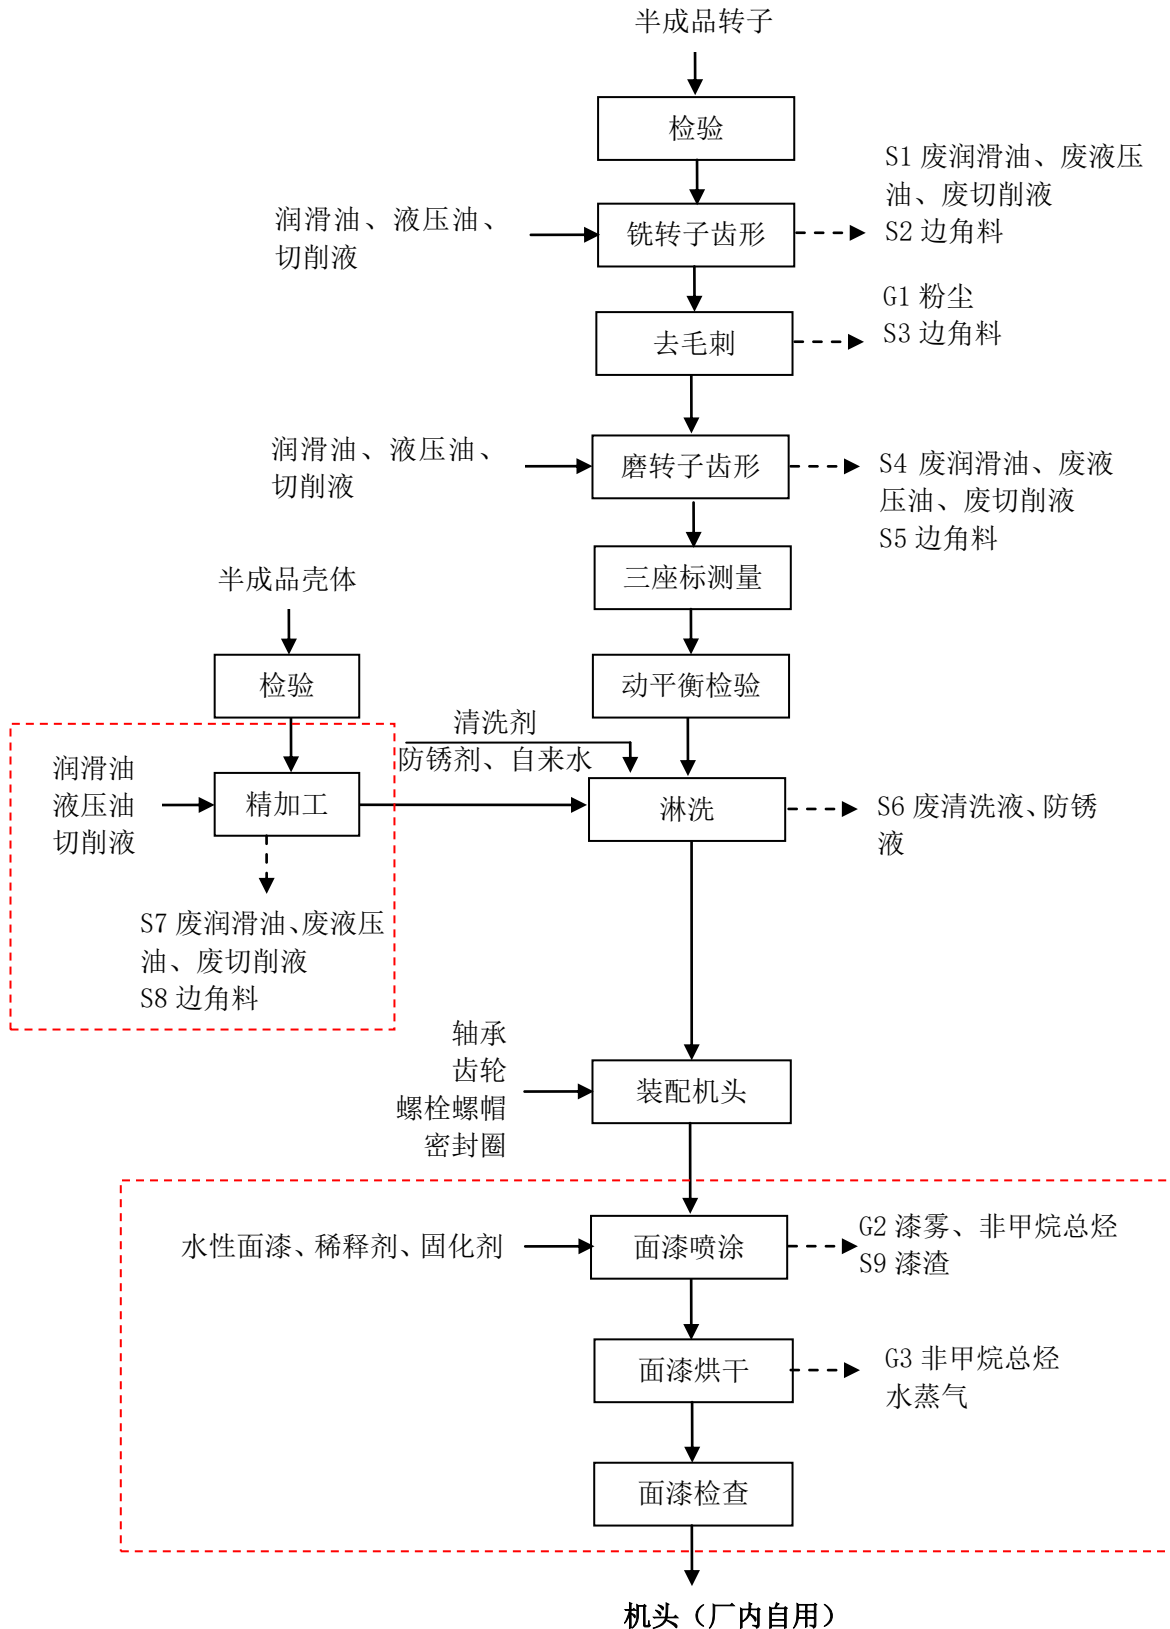 半成品转子
检验
S1 废润滑油、废液压
油、废切削液
S2 边角料
润滑油、液压油、
切削液
铣转子齿形
G1 粉尘
S3 边角料
去毛刺
润滑油、液压油、
切削液
磨转子齿形
S4 废润滑油、废液
压油、废切削液
S5 边角料
三座标测量
半成品壳体
检验
动平衡检验
清洗剂
防锈剂、自来水
润滑油
液压油
切削液
精加工
淋洗
S6 废清洗液、防锈
液
S7 废润滑油、废液压
油、废切削液
S8 边角料
轴承
齿轮
螺栓螺帽
密封圈
装配机头
水性面漆、稀释剂、固化剂
面漆喷涂
G2 漆雾、非甲烷总烃
S9 漆渣
面漆烘干
G3 非甲烷总烃
水蒸气
面漆检查
机头（厂内自用）